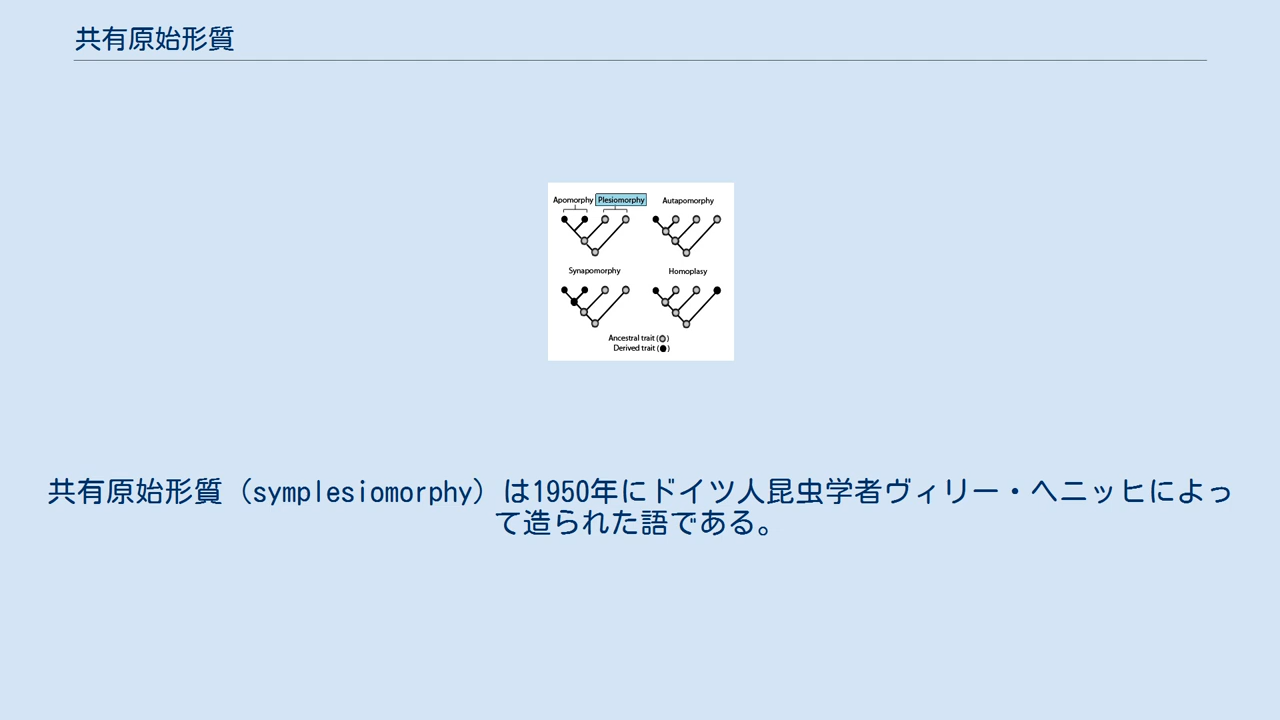 共有原始形質
Apomorphy Plesiomorphy Autapomorphy
Synapomorphy Homoplasy
Ancestral trait ( )
Derived trait ( )
共有原始形質（symplesiomorphy）は1950年にドイツ人昆虫学者ヴィリー・ヘニッヒによっ
て造られた語である。